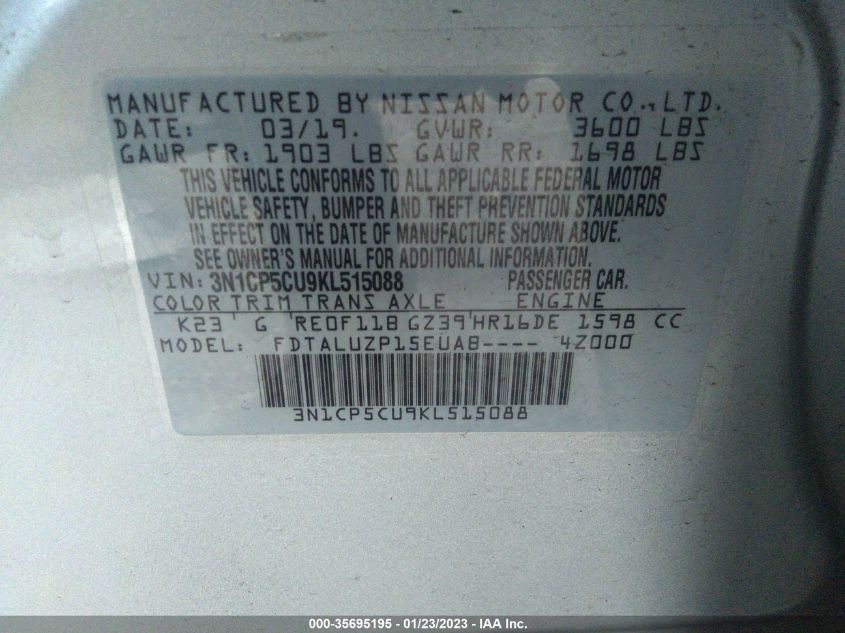 MANUFACTURED BY NISSAN MOTOR CO.,LTD.
DATE: 03/19. GVWR: 3600 LBS
GAWR FR: 1903 LBS GAWR RR: 1698 LBS
THIS VEHICLE CONFORMS TO ALL APPLICABLE FEDERAL MOTOR
VEHICLE SAFETY, BUMPER AND THEFT PREVENTION STANDARDS
IN EFFECT ON THE DATE OF MANUFACTURE SHOWN ABOVE.
SEE OWNER'S MANUAL FOR ADDITIONAL INFORMATION.
VIN: 3N1CP5CU9KL515088 PASSENGER CAR.
COLOR TRIM TRANS AXLE ENGINE
K23 G RE0F11B GZ39 HR16DE 1598 CC
MODEL: FDTALUZP15EUAB---- 4Z000
3N1CP5CU9KL515088
000-35695195 - 01/23/2023 - IAA Inc.